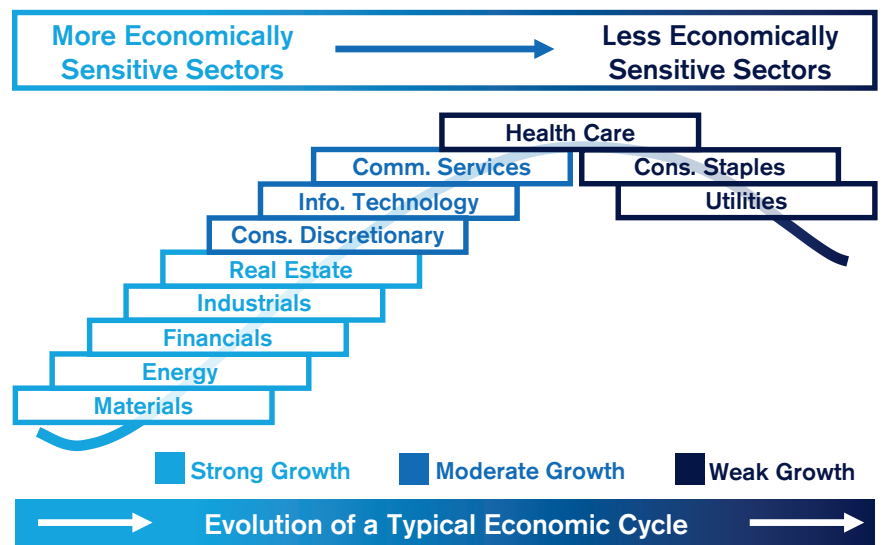 More Economically
Sensitive Sectors
Less Economically
Sensitive Sectors
Health Care
Comm. Services
Cons. Staples
Info. Technology
Utilities
Cons. Discretionary
Real Estate
Industrials
Financials
Energy
Materials
Strong Growth
Moderate Growth
Weak Growth
Evolution of a Typical Economic Cycle